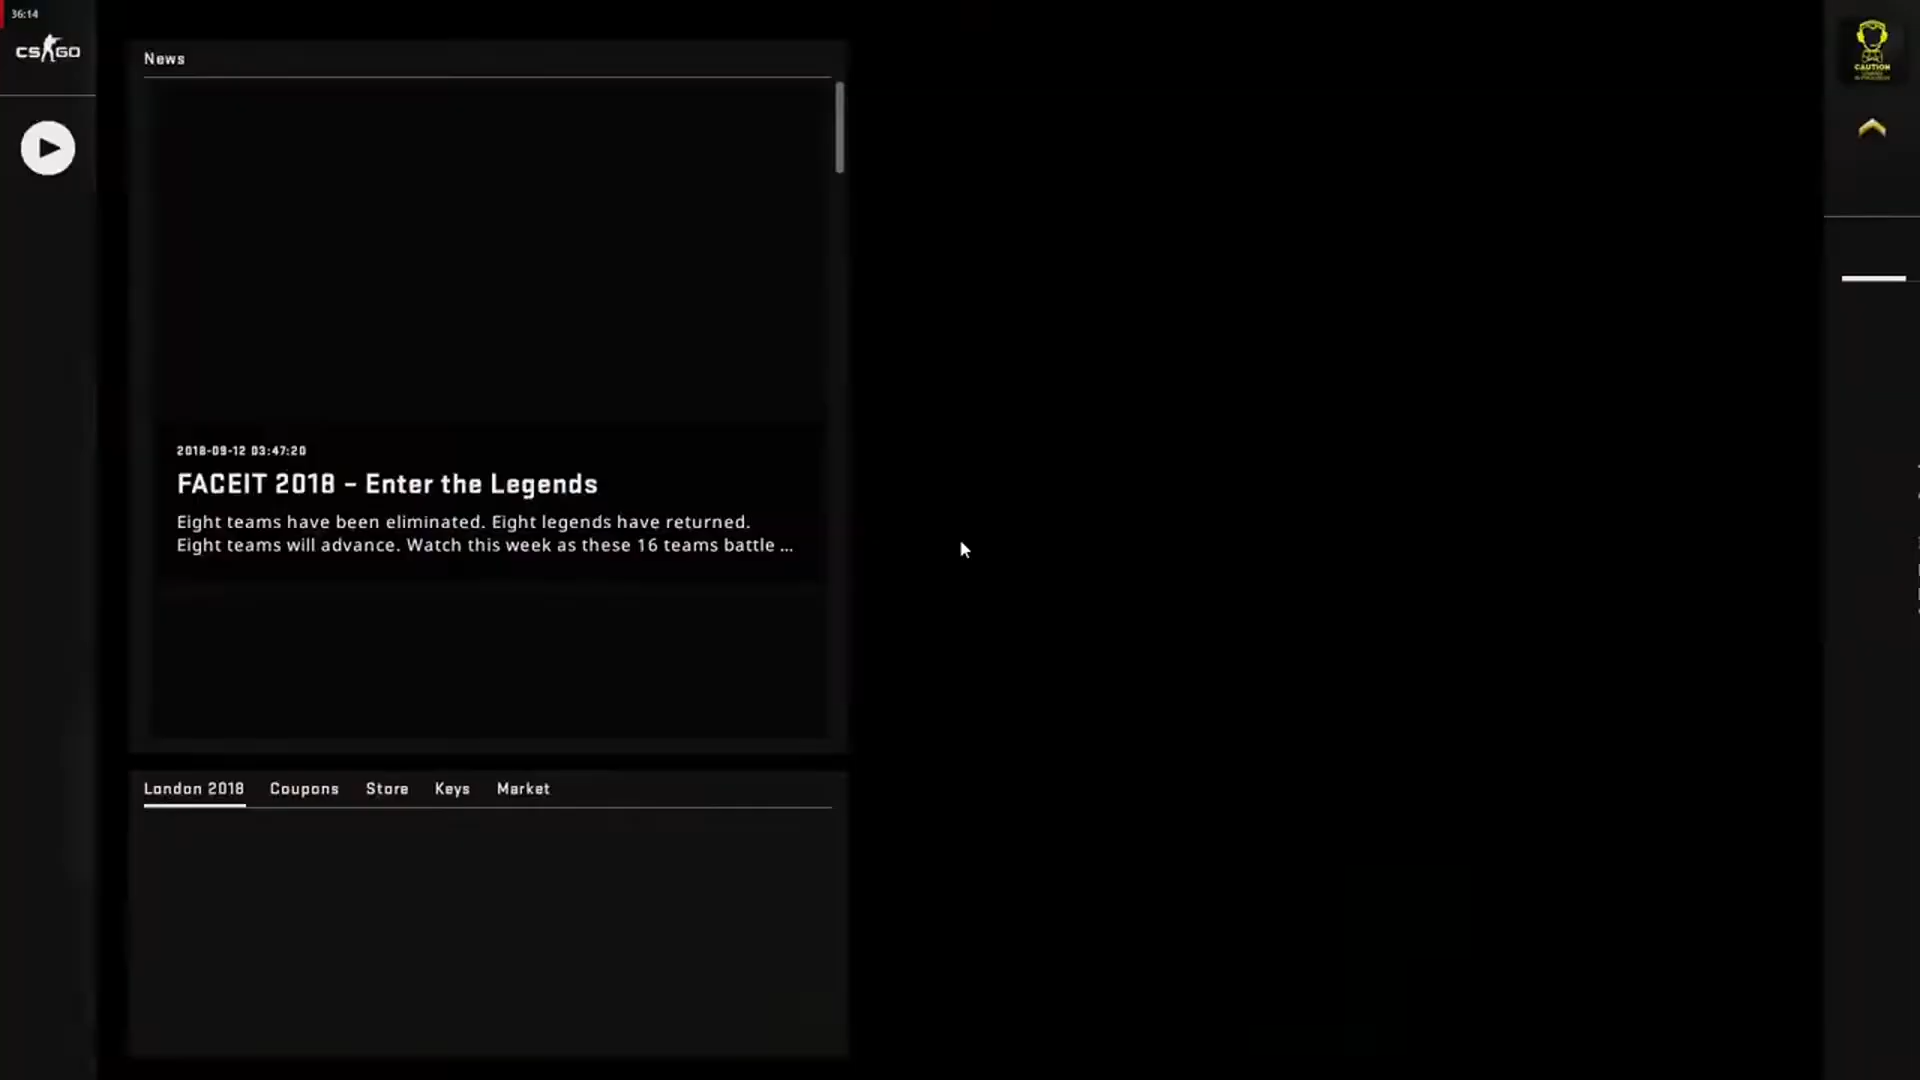 36:14
CS GO
News
2018-09-12 03:47:20
FACEIT 2018 – Enter the Legends
Eight teams have been eliminated. Eight legends have returned.
Eight teams will advance. Watch this week as these 16 teams battle ...
London 2018 Coupons Store Keys Market
CAUTION